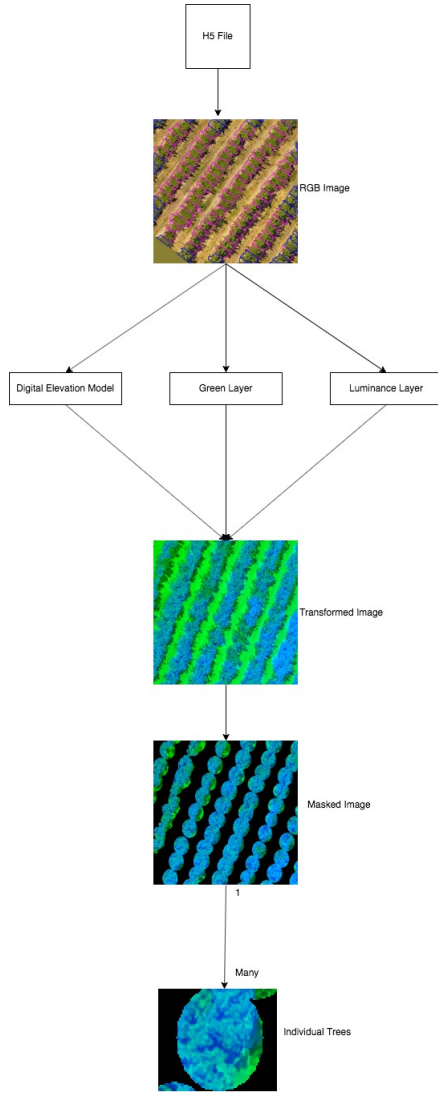 H5 File
RGB Image
Digital Elevation Model
Green Layer
Luminance Layer
Transformed Image
Masked Image
1
Many
Individual Trees